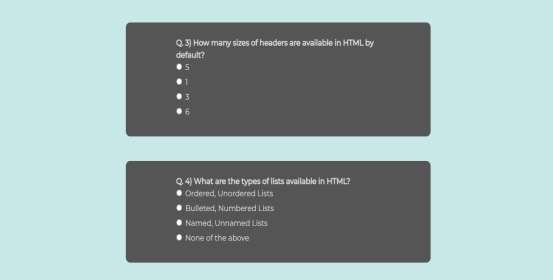 Q. 3) How many sizes of headers are available in HTML by
default?
5
1
3
6
Q. 4) What are the types of lists available in HTML?
Ordered, Unordered Lists
Bulleted, Numbered Lists
Named, Unnamed Lists
None of the above